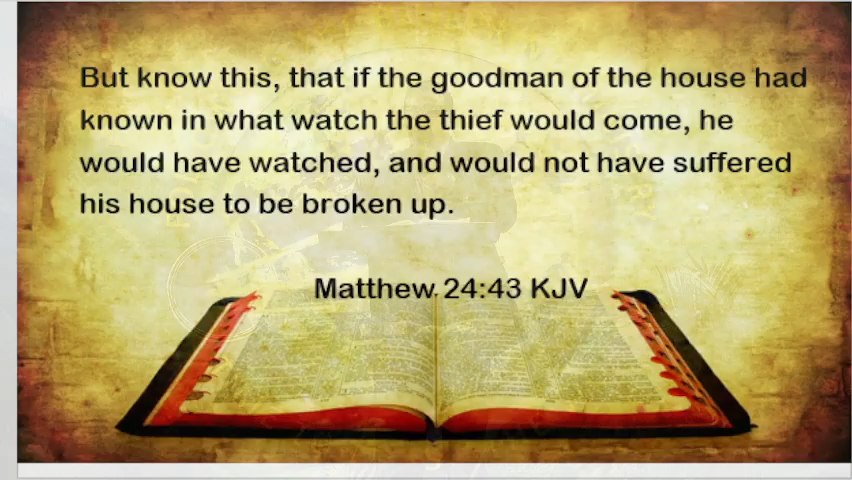 But know this, that if the goodman of the house had
known in what watch the thief would come, he
would have watched, and would not have suffered
his house to be broken up.
Matthew 24:43 KJV